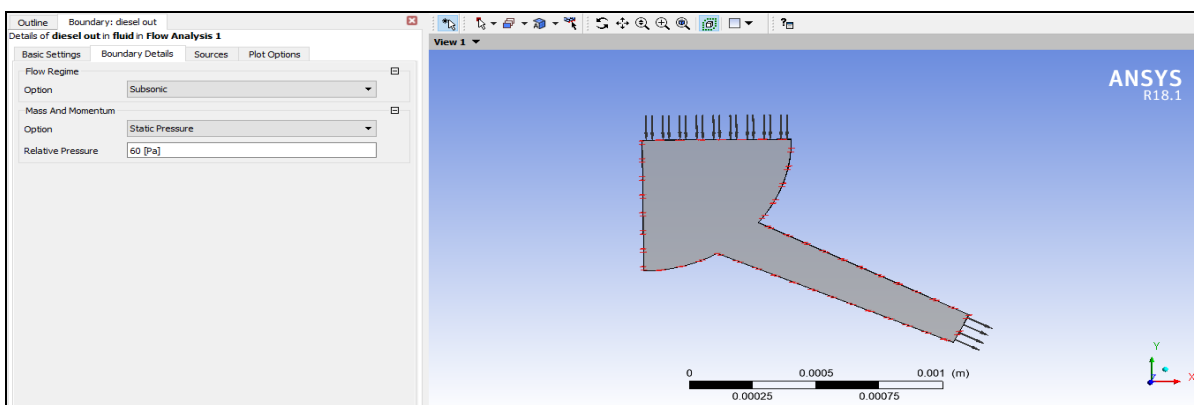 Outline Boundary: diesel out
Details of diesel out in fluid in Flow Analysis 1
Basic Settings Boundary Details Sources Plot Options
Flow Regime
Option Subsonic
Mass And Momentum
Option Static Pressure
Relative Pressure 60 [Pa]
View 1
ANSYS
R18.1
0 0.0005 0.001 (m)
0.00025 0.00075
Y
Z X